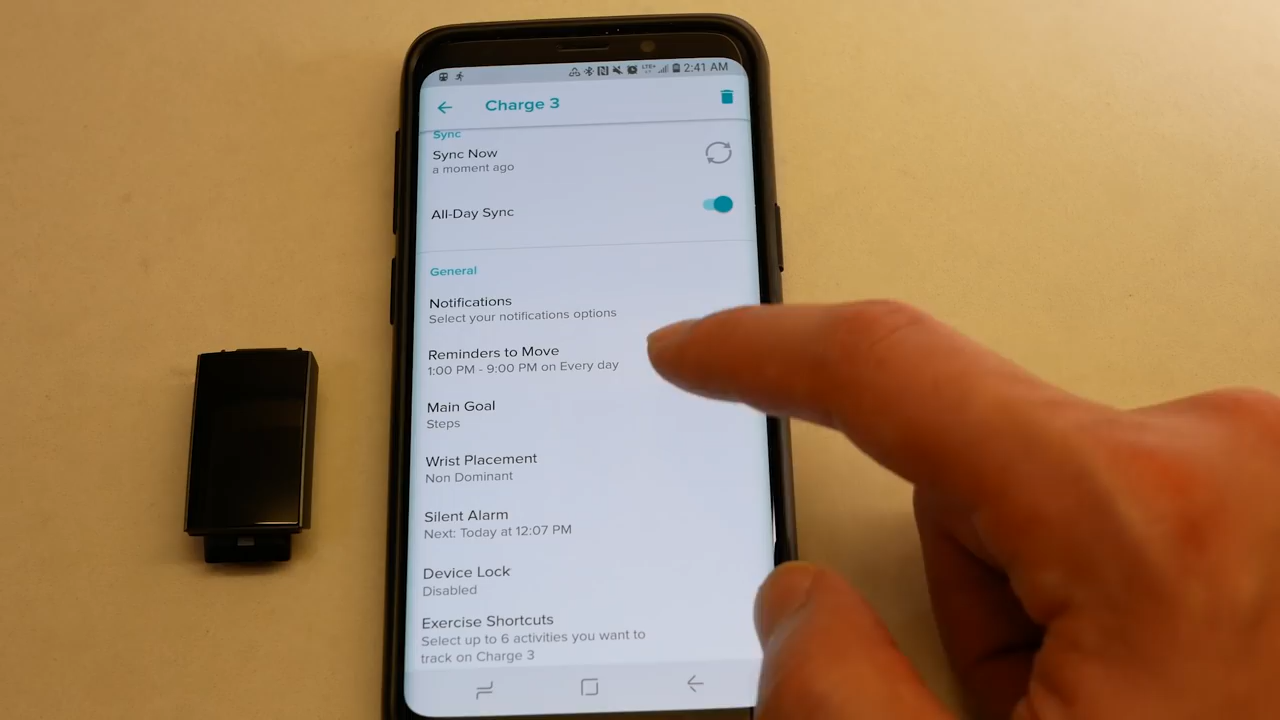 LTE+ 2:41 AM
Charge 3
Sync
Sync Now
a moment ago
All-Day Sync
General
Notifications
Select your notifications options
Reminders to Move
1:00 PM - 9:00 PM on Every day
Main Goal
Steps
Wrist Placement
Non Dominant
Silent Alarm
Next: Today at 12:07 PM
Device Lock
Disabled
Exercise Shortcuts
Select up to 6 activities you want to
track on Charge 3